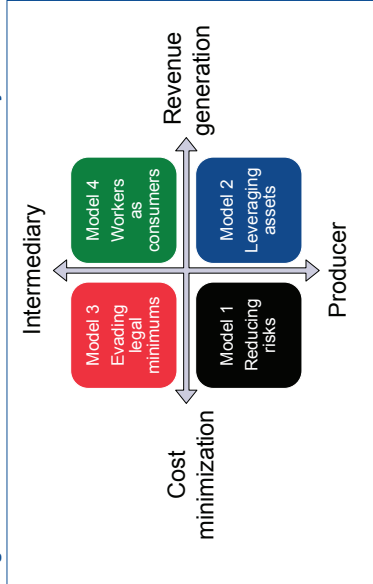 Intermediary
Model 3
Evading
legal
minimums
Model 4
Workers
as
consumers
Cost
minimization
Revenue
generation
Model 1
Reducing
risks
Model 2
Leveraging
assets
Producer